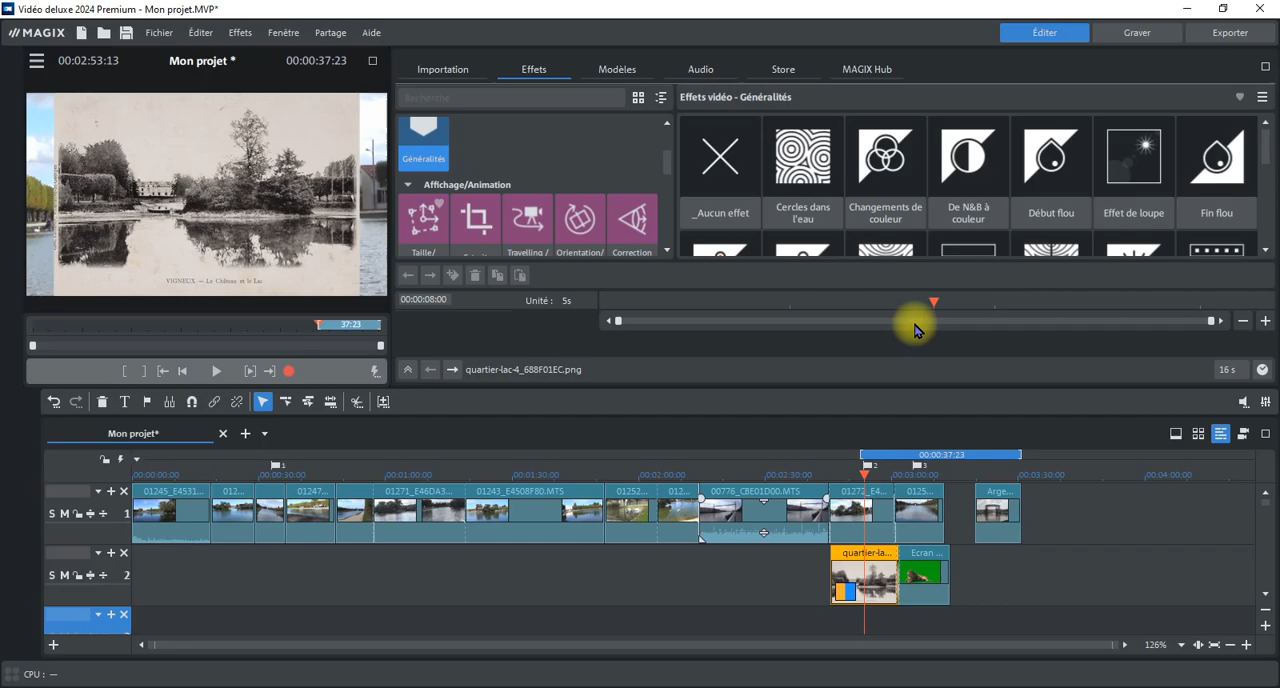 Vidéo deluxe 2024 Premium - Mon projet.MVP*
MAGIX
Fichier
Éditer
Effets
Fenêtre
Partage
Aide
Éditer
Graver
Exporter
00:02:53:13
Mon projet *
00:00:37:23
Importation
Effets
Modèles
Audio
Store
MAGIX Hub
Recherche
Effets vidéo - Généralités
Généralités
Affichage/Animation
Taille/
Travelling /
Orientation/
Correction
_Aucun effet
Cercles dans
l'eau
Changements de
couleur
De N&B à
couleur
Début flou
Effet de loupe
Fin flou
VIGNEUX — Le Château et le Lac
37:23
00:00:08:00
Unité : 5s
quartier-lac-4_688F01EC.png
16 s
Mon projet*
00:00:37:23
1
2
3
00:00:00:00
00:00:30:00
00:01:00:00
00:01:30:00
00:02:00:00
00:02:30:00
00:03:00:00
00:03:30:00
00:04:00:00
01245_E4531...
012...
01247...
01271_E46DA3...
01243_E4508F80.MTS
01252...
012...
00776_CBE01D00.MTS
01272_E4...
0125...
Arge...
S M 1
quartier-la...
Ecran ...
S M 2
126%
CPU : —